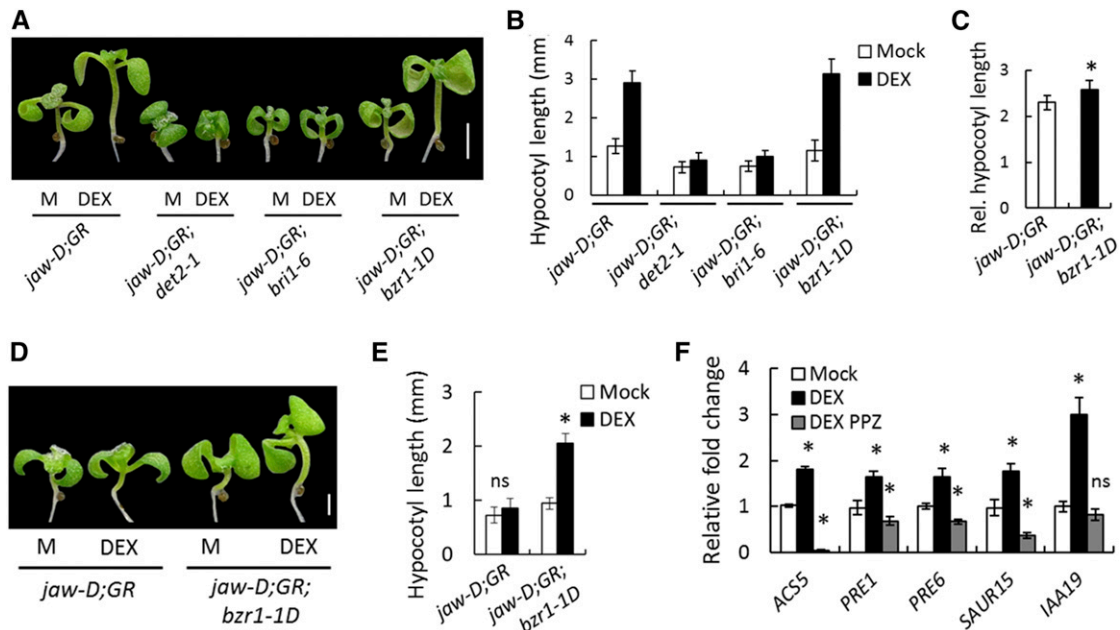 A
M DEX M DEX M DEX M DEX
jaw-D;GR
jaw-D;GR;
det2-1
jaw-D;GR;
bri1-6
jaw-D;GR;
bzr1-1D
B
Hypocotyl length (mm)
4
3
2
1
0
Mock
DEX
jaw-D;GR
jaw-D;GR;
det2-1
jaw-D;GR;
bri1-6
jaw-D;GR;
bzr1-1D
C
Rel. hypocotyl length
3
2
1
0
*
jaw-D;GR
jaw-D;GR;
bzr1-1D
D
M DEX M DEX
jaw-D;GR
jaw-D;GR;
bzr1-1D
E
Hypocotyl length (mm)
3
2
1
0
Mock
DEX
ns
*
jaw-D;GR
jaw-D;GR;
bzr1-1D
F
Relative fold change
4
3
2
1
0
Mock
DEX
DEX PPZ
* * * * * * * * * ns
ACS5
PRE1
PRE6
SAUR15
IAA19